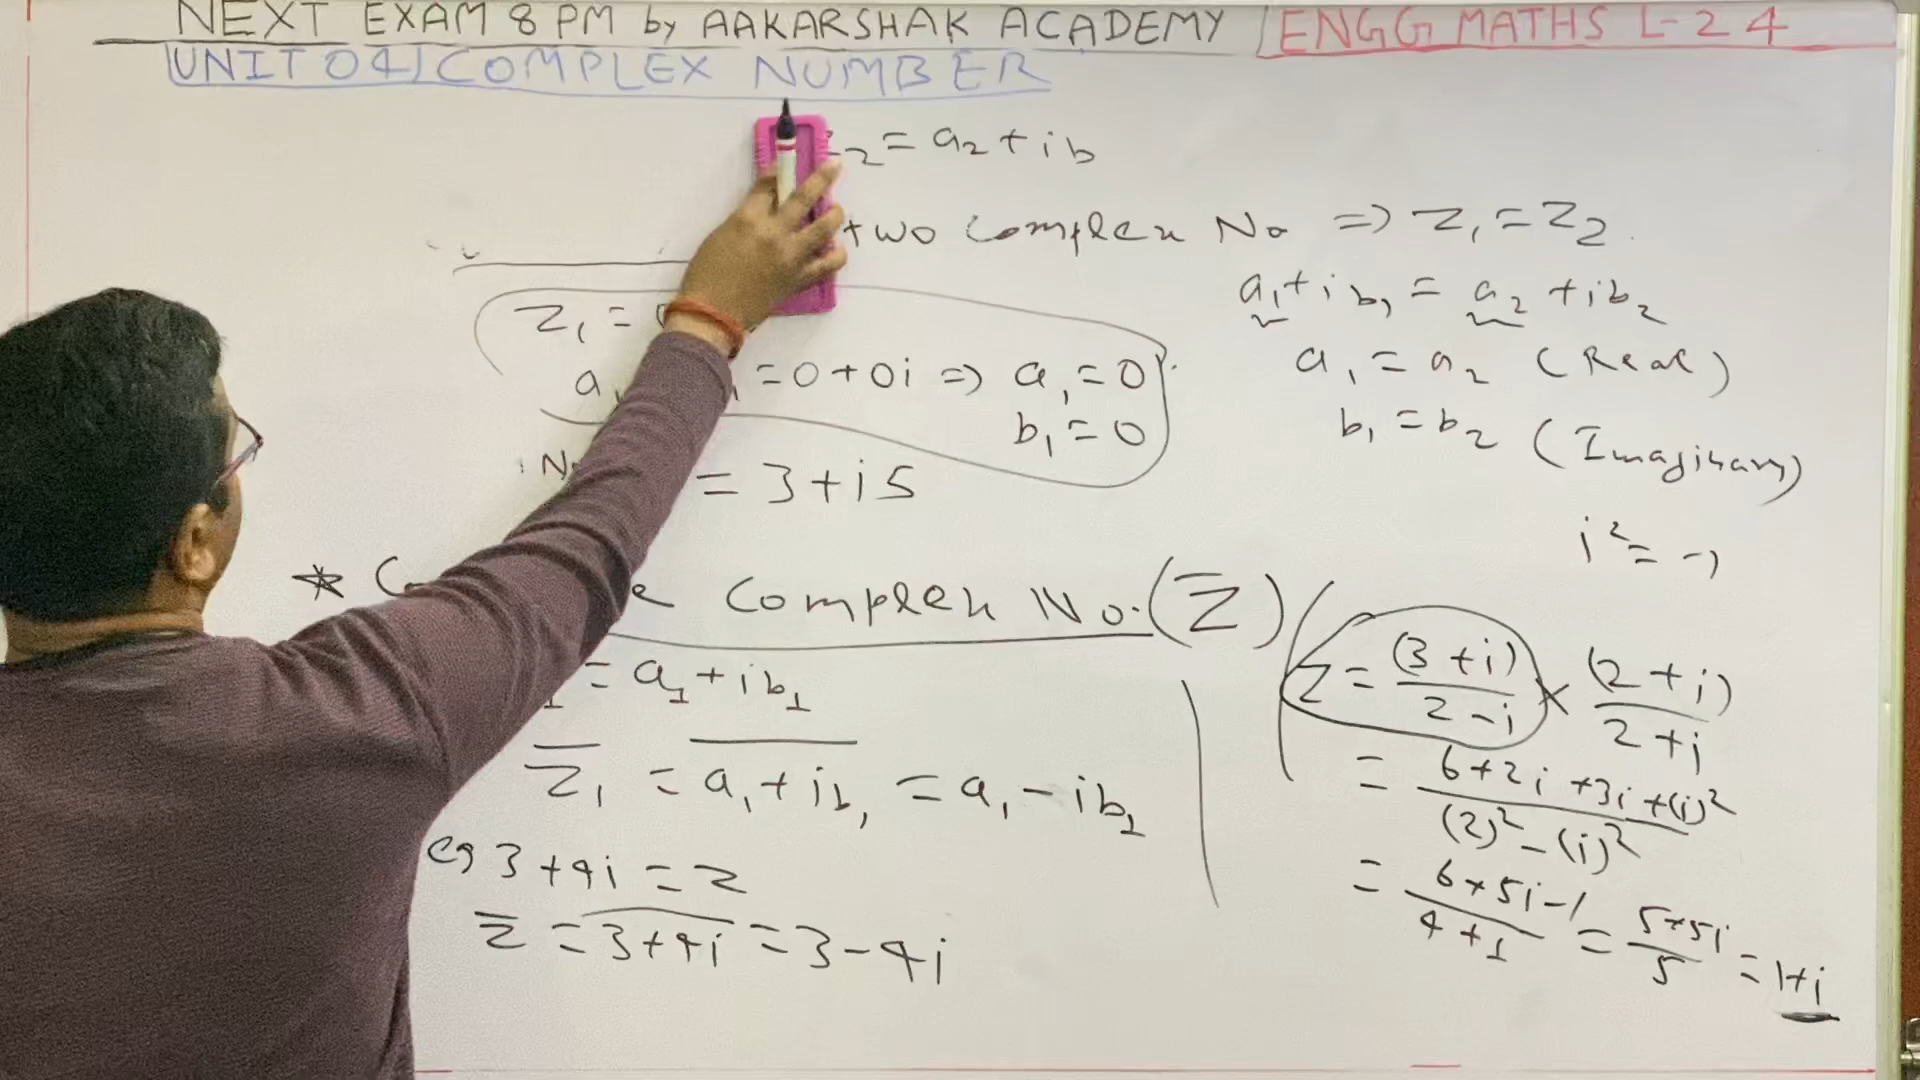 NEXT EXAM 8 PM by AAKARSHAK ACADEMY | ENGG MATHS L-24
UNIT 04 | COMPLEX NUMBER
2 = a2 + ib
two Complex No => Z1 = Z2
a1 + ib1 = a2 + ib2
a1 = a2 (Real)
b1 = b2 (Imaginary)
Z1 =
a = 0 + 0i => a1 = 0
b1 = 0
= 3 + i5
i² = -1
* Complex No. (Z̅)
= a1 + ib1
Z̅1 = \overline{a1 + ib1} = a1 - ib1
eg 3 + 4i = Z
Z̅ = \overline{3 + 4i} = 3 - 4i
Z = (3 + i)/(2 - i) × (2 + i)/(2 + i)
= (6 + 2i + 3i + (i)²)/((2)² - (i)²)
= (6 + 5i - 1)/(4 + 1) = (5 + 5i)/5 = 1 + i